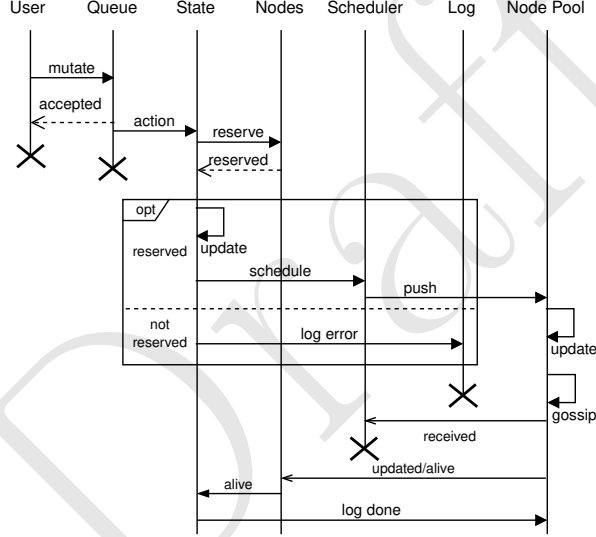 User Queue State Nodes Scheduler Log Node Pool
mutate
accepted
action
reserve
reserved
opt
update
reserved
schedule
push
not
reserved
log error
update
gossip
received
updated/alive
alive
log done
Draft